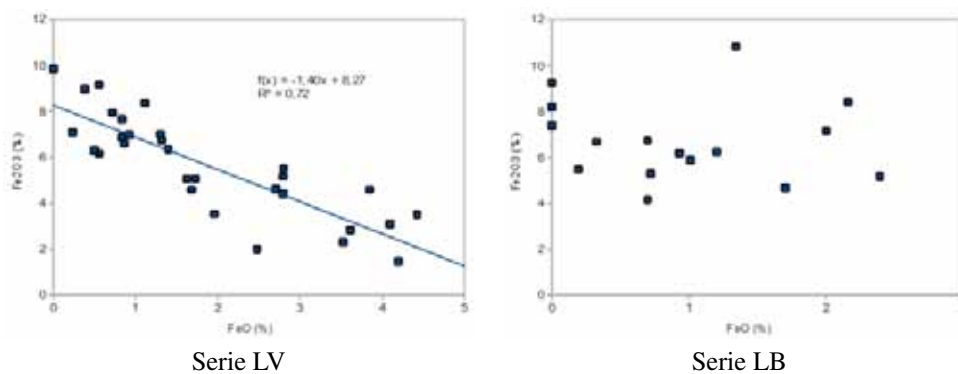 12
10
8
6
4
2
0
Fe2O3 (%)
f(x) = -1,40x + 8,27
R² = 0,72
0 1 2 3 4 5
FeO (%)
Serie LV
12
10
8
6
4
2
0
Fe2O3 (%)
0 1 2
FeO (%)
Serie LB